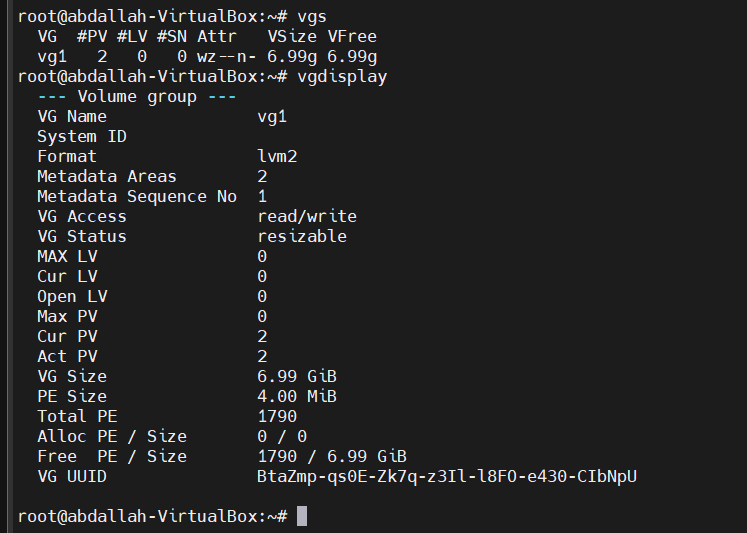 root@abdallah-VirtualBox:~# vgs
  VG  #PV #LV #SN Attr   VSize VFree
  vg1   2   0   0 wz--n- 6.99g 6.99g
root@abdallah-VirtualBox:~# vgdisplay
  --- Volume group ---
  VG Name               vg1
  System ID
  Format                lvm2
  Metadata Areas        2
  Metadata Sequence No  1
  VG Access             read/write
  VG Status             resizable
  MAX LV                0
  Cur LV                0
  Open LV               0
  Max PV                0
  Cur PV                2
  Act PV                2
  VG Size               6.99 GiB
  PE Size               4.00 MiB
  Total PE              1790
  Alloc PE / Size       0 / 0
  Free  PE / Size       1790 / 6.99 GiB
  VG UUID               BtaZmp-qs0E-Zk7q-z3Il-l8FO-e430-CIbNpU
root@abdallah-VirtualBox:~#